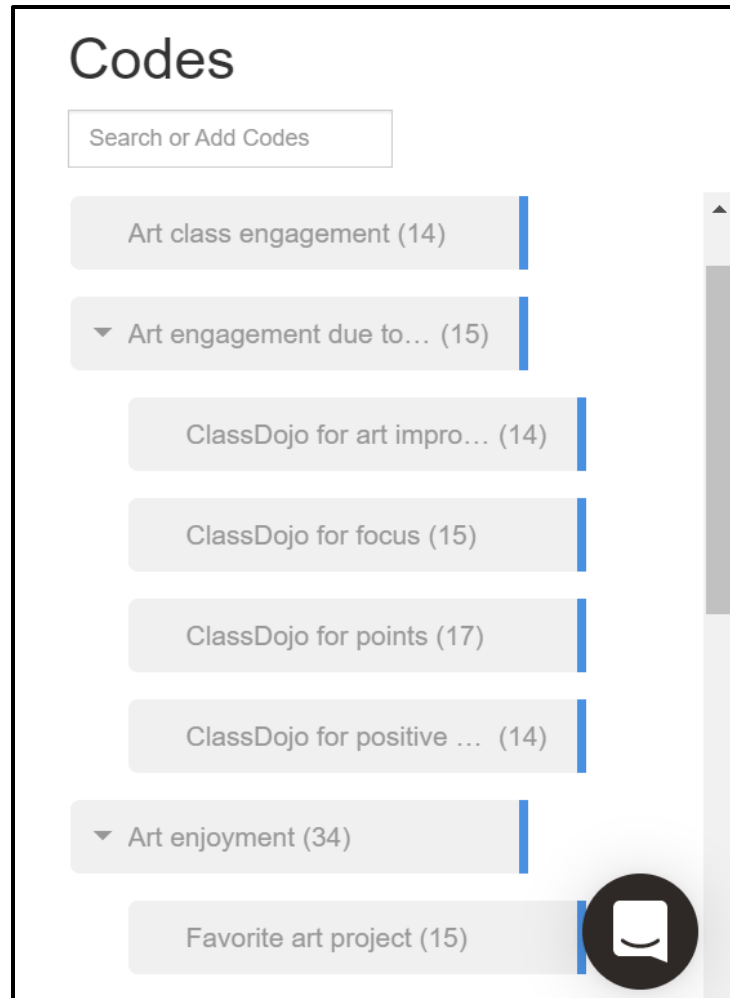 Codes
Search or Add Codes
Art class engagement (14)
Art engagement due to… (15)
ClassDojo for art impro… (14)
ClassDojo for focus (15)
ClassDojo for points (17)
ClassDojo for positive … (14)
Art enjoyment (34)
Favorite art project (15)